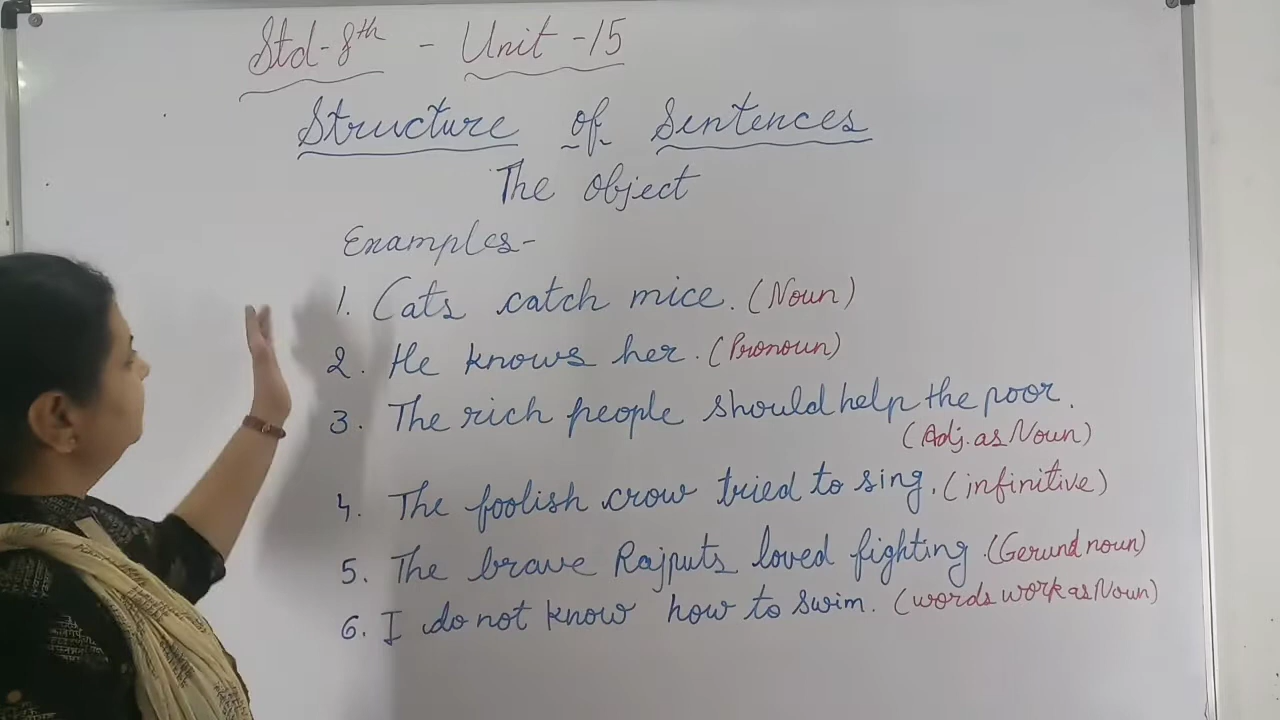 Std-8th - Unit -15
Structure of Sentences
The Object
Examples-
1. Cats catch mice. (Noun)
2. He knows her. (Pronoun)
3. The rich people should help the poor.
(Adj. as Noun)
4. The foolish crow tried to sing. (infinitive)
5. The brave Rajputs loved fighting. (Gerund noun)
6. I do not know how to swim. (words work as Noun)